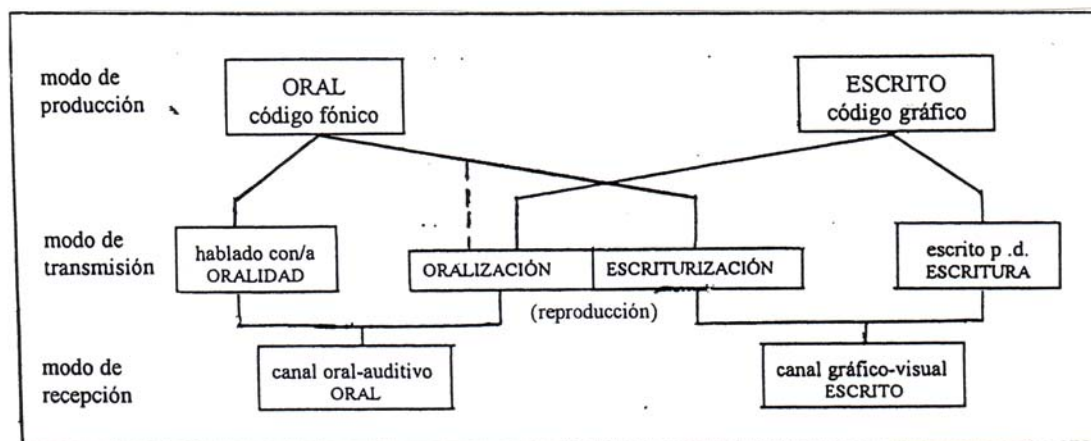 modo de
producción
ORAL
código fónico
ESCRITO
código gráfico
modo de
transmisión
hablado con/a
ORALIDAD
ORALIZACIÓN
ESCRITURIZACIÓN
escrito p .d.
ESCRITURA
(reproducción)
modo de
recepción
canal oral-auditivo
ORAL
canal gráfico-visual
ESCRITO